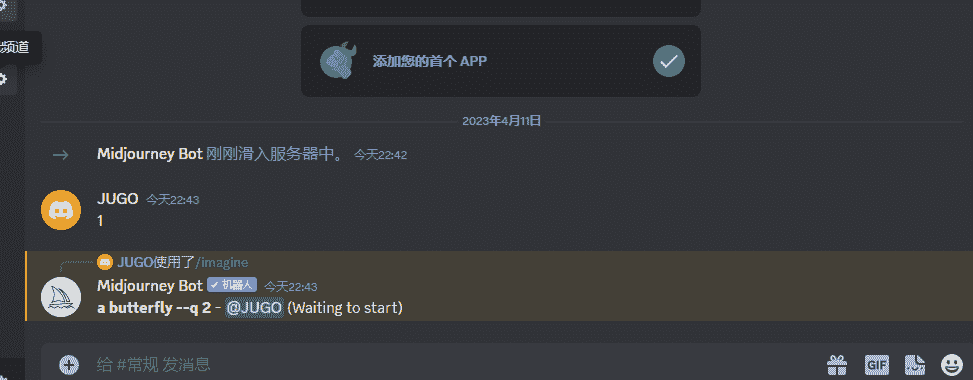 频道
添加您的首个 APP
2023年4月11日
Midjourney Bot 刚刚滑入服务器中。 今天22:42
JUGO 今天22:43
1
JUGO使用了/imagine
Midjourney Bot ✓ 机器人 今天22:43
a butterfly --q 2 - @JUGO (Waiting to start)
给 #常规 发消息
GIF